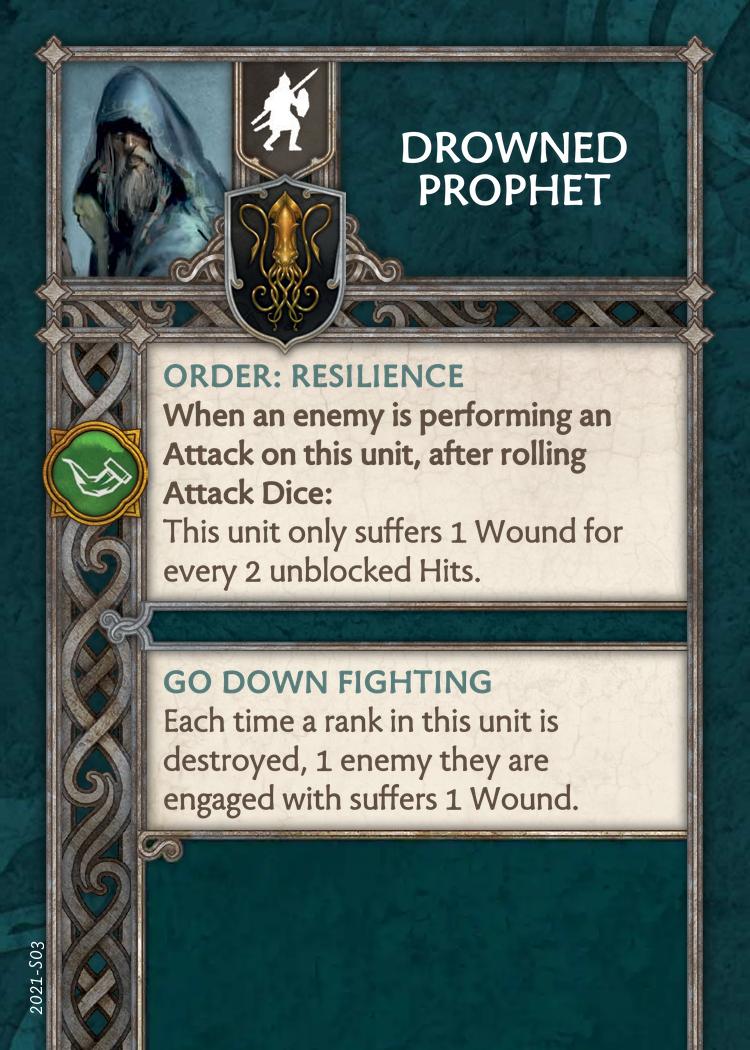 DROWNED
PROPHET
ORDER: RESILIENCE
When an enemy is performing an
Attack on this unit, after rolling
Attack Dice:
This unit only suffers 1 Wound for
every 2 unblocked Hits.
GO DOWN FIGHTING
Each time a rank in this unit is
destroyed, 1 enemy they are
engaged with suffers 1 Wound.
2021-S03